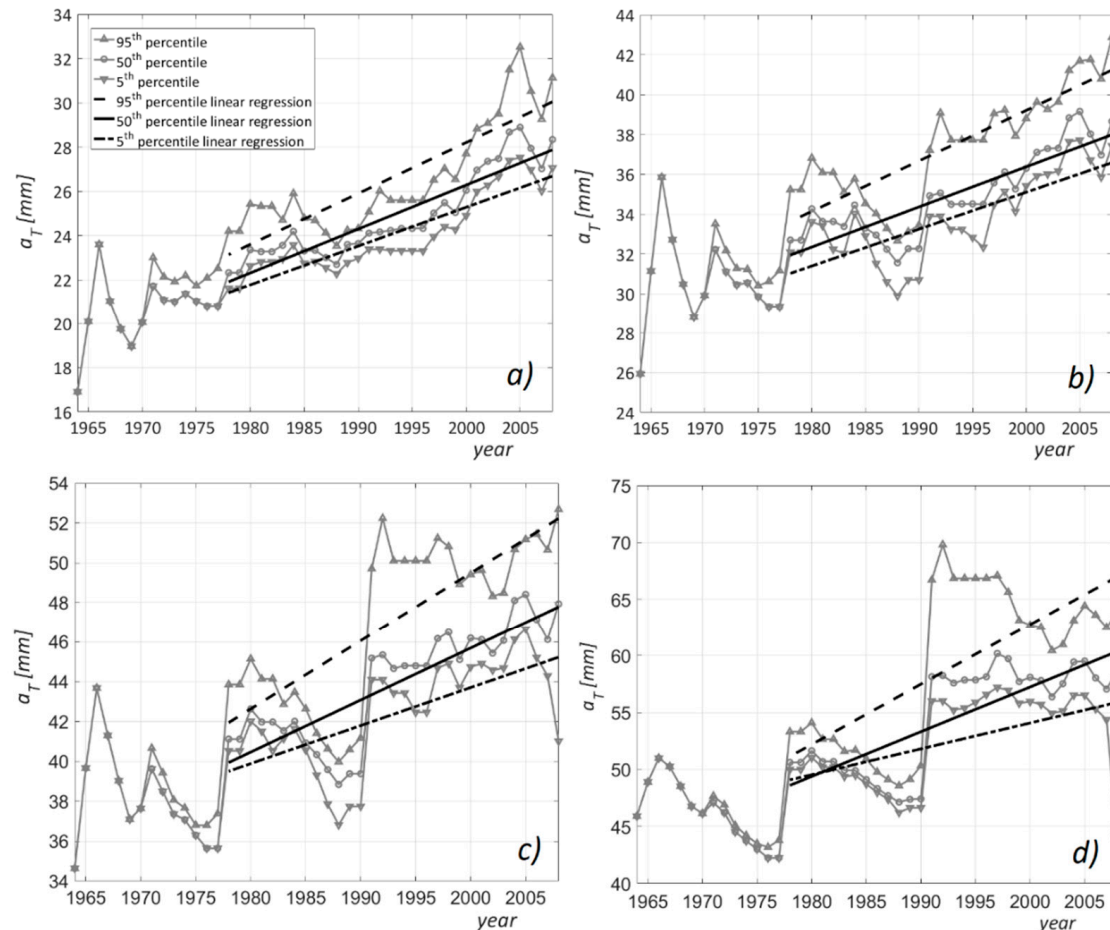 34
32
30
28
26
24
22
20
18
16
a_T [mm]
95th percentile
50th percentile
5th percentile
95th percentile linear regression
50th percentile linear regression
5th percentile linear regression
a)
1965 1970 1975 1980 1985 1990 1995 2000 2005
year
44
42
40
38
36
34
32
30
28
26
24
a_T [mm]
b)
1965 1970 1975 1980 1985 1990 1995 2000 2005
year
54
52
50
48
46
44
42
40
38
36
34
a_T [mm]
c)
1965 1970 1975 1980 1985 1990 1995 2000 2005
year
75
70
65
60
55
50
45
40
a_T [mm]
d)
1965 1970 1975 1980 1985 1990 1995 2000 2005
year